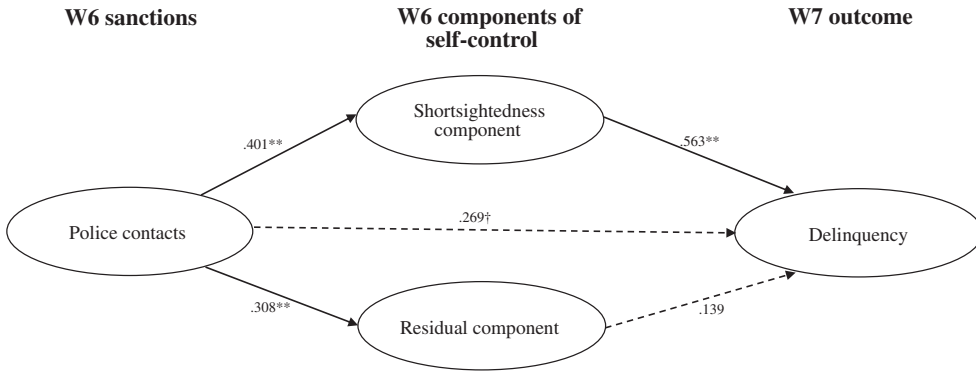 W6 sanctions
W6 components of
self-control
W7 outcome
Shortsightedness
component
.401**
.563**
Police contacts
.269†
Delinquency
.308**
Residual component
.139